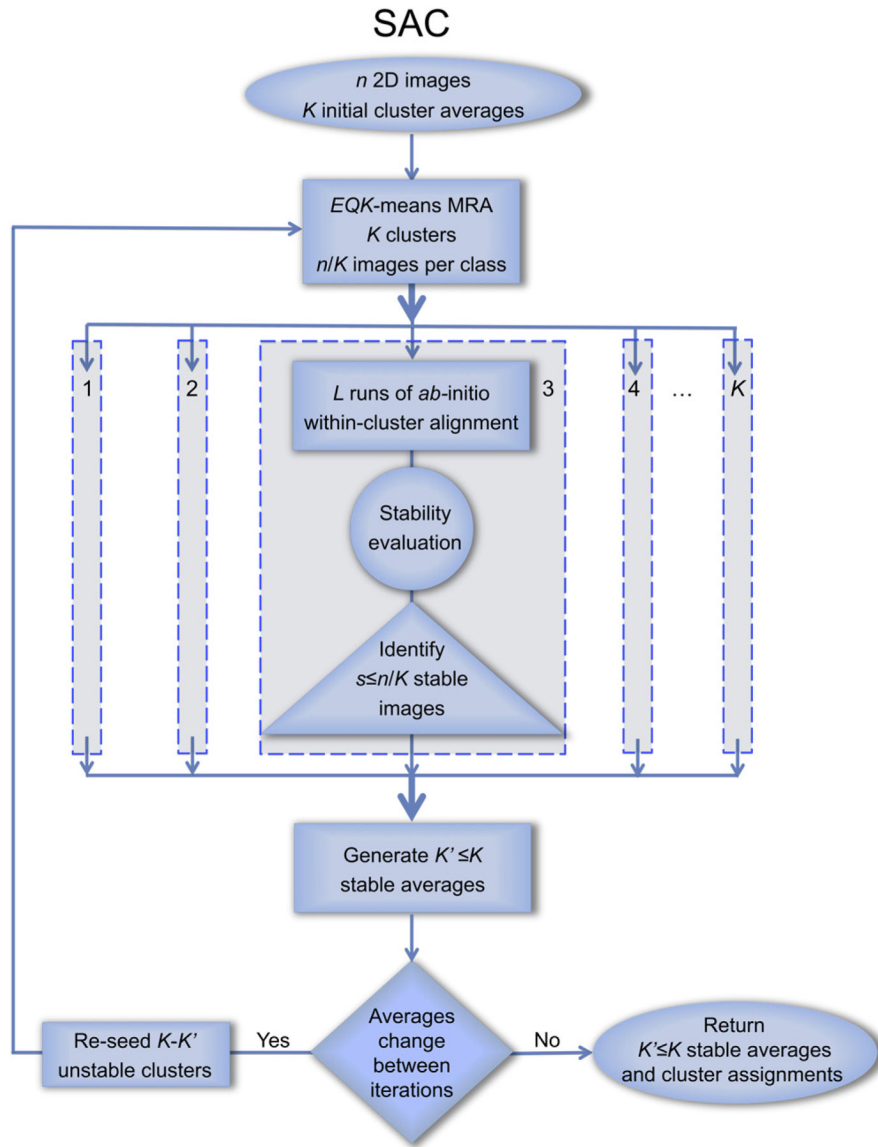 SAC
n 2D images
K initial cluster averages
EQK-means MRA
K clusters
n/K images per class
1
2
L runs of ab-initio
within-cluster alignment
3
4
...
K
Stability
evaluation
Identify
s≤n/K stable
images
Generate K' ≤K
stable averages
Averages
change
between
iterations
Yes
Re-seed K-K'
unstable clusters
No
Return
K'≤K stable averages
and cluster assignments